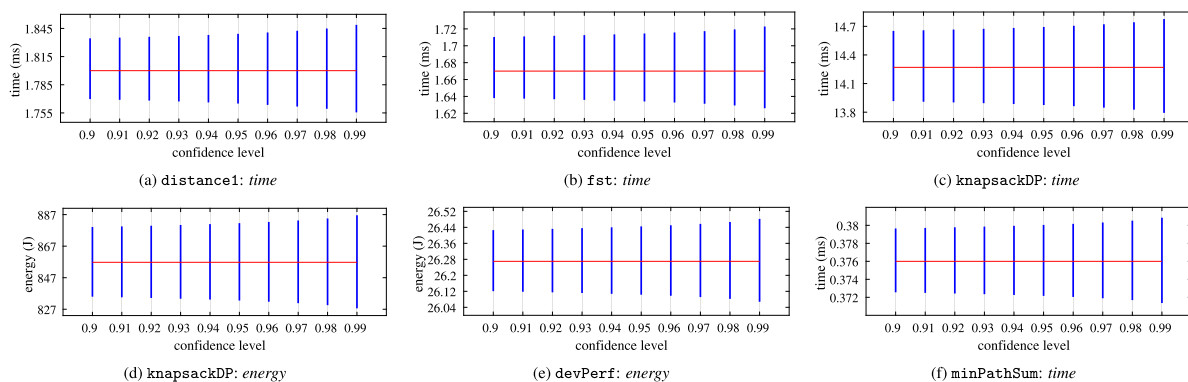 time (ms)
1.845
1.815
1.785
1.755
0.9 0.91 0.92 0.93 0.94 0.95 0.96 0.97 0.98 0.99
confidence level
(a) distance1: time
time (ms)
1.72
1.7
1.68
1.66
1.64
1.62
0.9 0.91 0.92 0.93 0.94 0.95 0.96 0.97 0.98 0.99
confidence level
(b) fst: time
time (ms)
14.7
14.4
14.1
13.8
0.9 0.91 0.92 0.93 0.94 0.95 0.96 0.97 0.98 0.99
confidence level
(c) knapsackDP: time
energy (J)
887
867
847
827
0.9 0.91 0.92 0.93 0.94 0.95 0.96 0.97 0.98 0.99
confidence level
(d) knapsackDP: energy
energy (J)
26.52
26.44
26.36
26.28
26.2
26.12
26.04
0.9 0.91 0.92 0.93 0.94 0.95 0.96 0.97 0.98 0.99
confidence level
(e) devPerf: energy
time (ms)
0.38
0.378
0.376
0.374
0.372
0.9 0.91 0.92 0.93 0.94 0.95 0.96 0.97 0.98 0.99
confidence level
(f) minPathSum: time